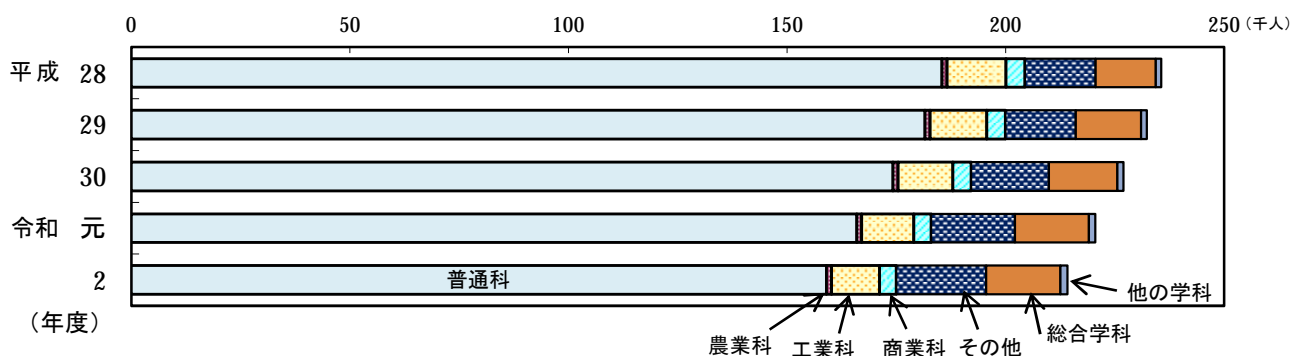 0 50 100 150 200 250 (千人)
平成 28
29
30
令和 元
2
普通科
(年度)
農業科 工業科 商業科 その他 総合学科 他の学科